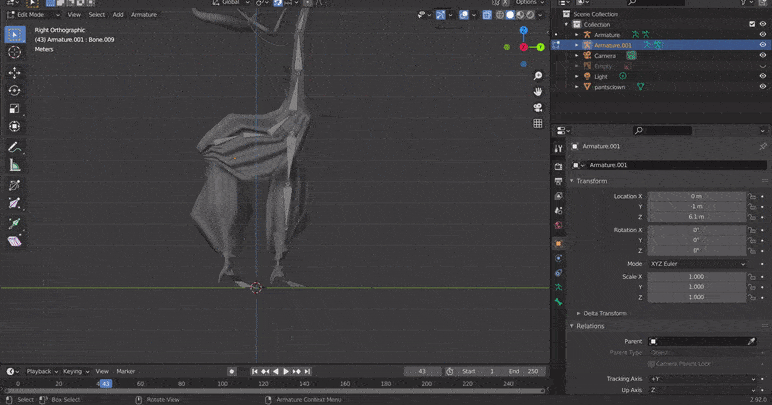 Global
Options
Edit Mode View Select Add Armature
Right Orthographic
(43) Armature.001 : Bone.009
Meters
Z
Y
Scene Collection
Collection
Armature
Armature.001
Camera
Empty
Light
pantsclown
Armature.001
Armature.001
Transform
Location X 0 m
Y -1 m
Z 6.1 m
Rotation X 0°
Y 0°
Z 0°
Mode XYZ Euler
Scale X 1.000
Y 1.000
Z 1.000
Delta Transform
Relations
Parent
Parent Type Object
Camera Parent Lock
Tracking Axis +Y
Up Axis Z
Playback Keying View Marker
43 Start 1 End 250
0 20 43 60 80 100 120 140 160 180 200 220 240
Select Box Select Rotate View Armature Context Menu 2.92.0